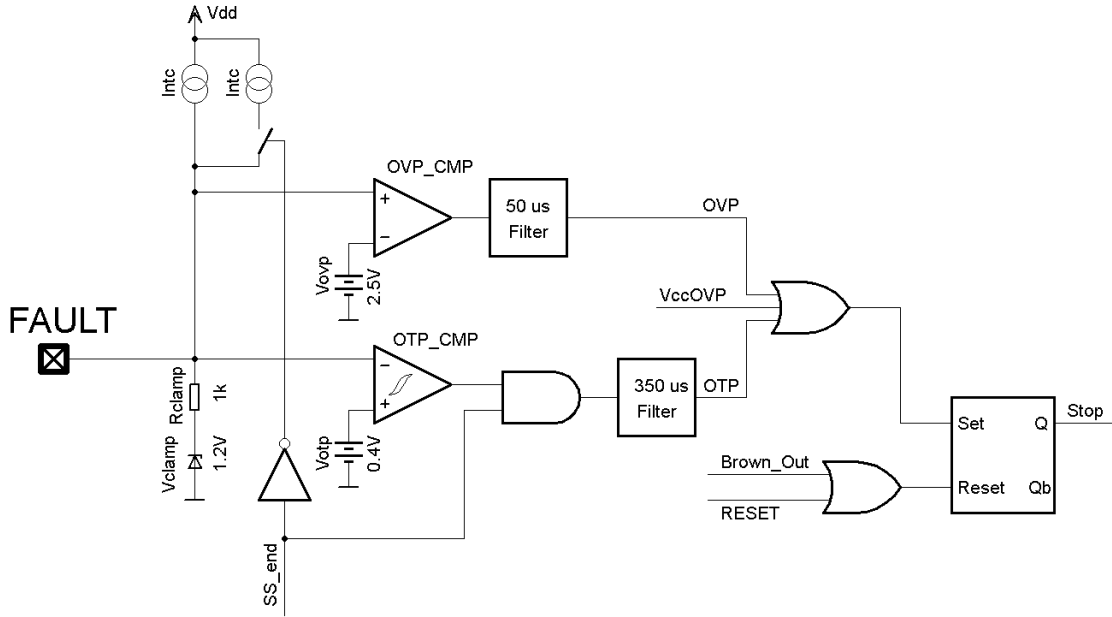 Vdd
Intc
Intc
OVP_CMP
+
−
50 us
Filter
OVP
Vovp
2.5V
VccOVP
FAULT
OTP_CMP
−
+
350 us
Filter
OTP
Rclamp
1k
Vclamp
1.2V
Votp
0.4V
Set
Q
Stop
Brown_Out
Reset
Qb
RESET
SS_end